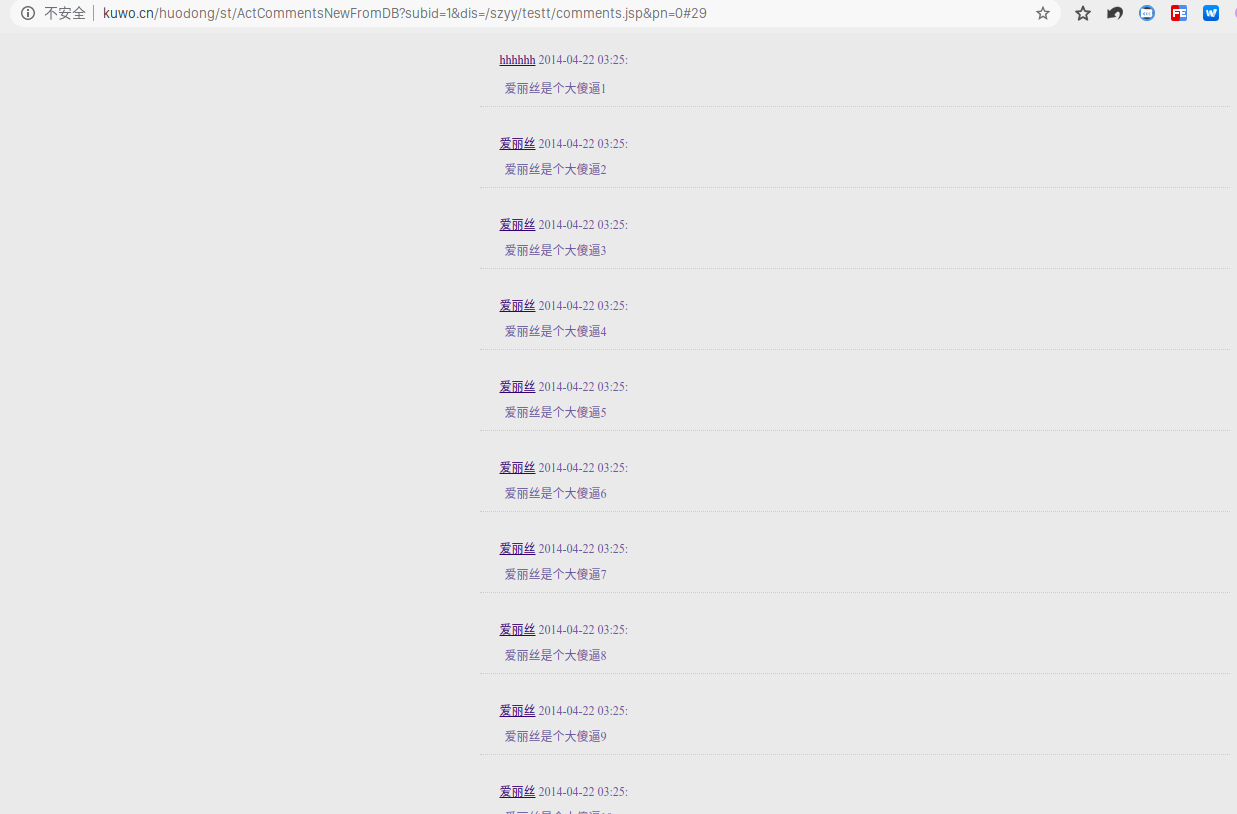 不安全 kuwo.cn/huodong/st/ActCommentsNewFromDB?subid=1&dis=/szyy/testt/comments.jsp&pn=0#29
hhhhhh 2014-04-22 03:25:
爱丽丝是个大傻逼1
爱丽丝 2014-04-22 03:25:
爱丽丝是个大傻逼2
爱丽丝 2014-04-22 03:25:
爱丽丝是个大傻逼3
爱丽丝 2014-04-22 03:25:
爱丽丝是个大傻逼4
爱丽丝 2014-04-22 03:25:
爱丽丝是个大傻逼5
爱丽丝 2014-04-22 03:25:
爱丽丝是个大傻逼6
爱丽丝 2014-04-22 03:25:
爱丽丝是个大傻逼7
爱丽丝 2014-04-22 03:25:
爱丽丝是个大傻逼8
爱丽丝 2014-04-22 03:25:
爱丽丝是个大傻逼9
爱丽丝 2014-04-22 03:25: